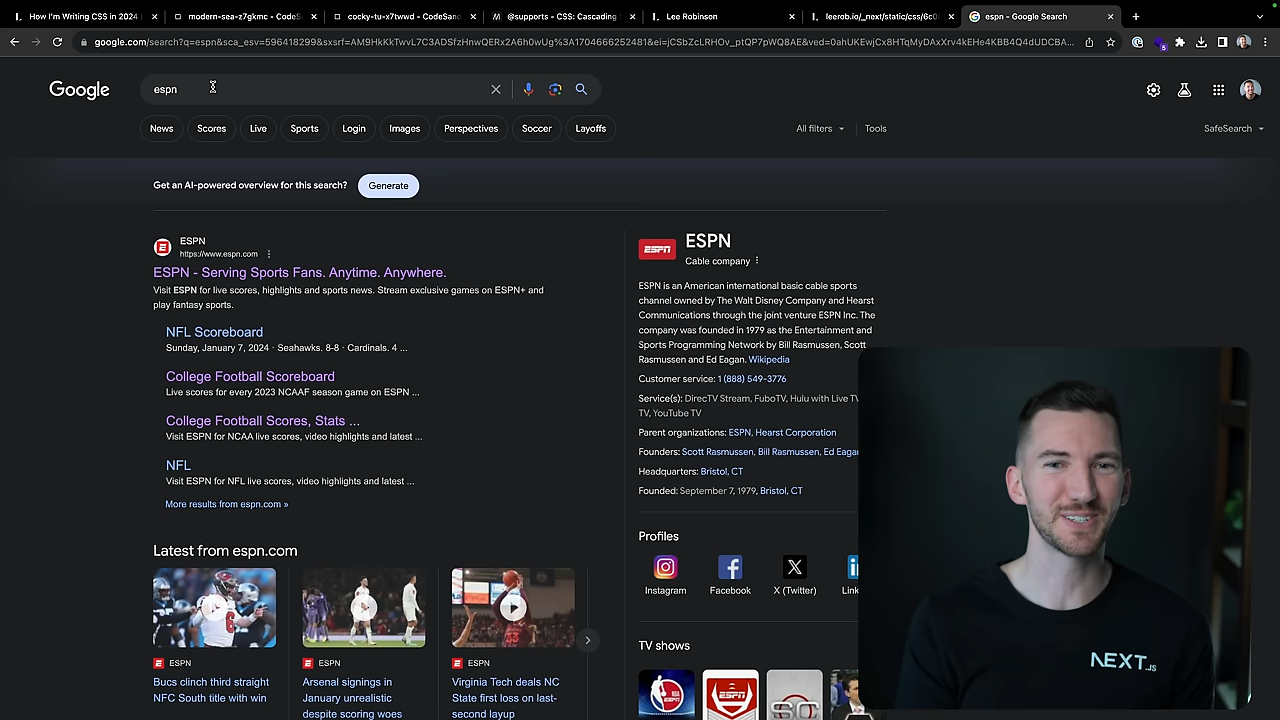 How I'm Writing CSS in 2024
modern-sea-z7gkmc - CodeS
cocky-tu-x7twwd - CodeSan
@supports - CSS: Cascading
Lee Robinson
leerob.io/_next/static/css/6c0
espn - Google Search
google.com/search?q=espn&sca_esv=596418299&sxsrf=AM9HkKkTwvL7C3ADSfzHnwQERx2A6h0wUg%3A1704666252481&ei=jCSbZcLRHOv_ptQP7pWQ8AE&ved=0ahUKEwjCx8HTqMyDAxXrv4kEHe4KBB4Q4dUDCBA...
Google
espn
News
Scores
Live
Sports
Login
Images
Perspectives
Soccer
Layoffs
All filters
Tools
SafeSearch
Get an AI-powered overview for this search?
Generate
ESPN
https://www.espn.com
ESPN - Serving Sports Fans. Anytime. Anywhere.
Visit ESPN for live scores, highlights and sports news. Stream exclusive games on ESPN+ and
play fantasy sports.
NFL Scoreboard
Sunday, January 7, 2024 · Seahawks. 8-8 · Cardinals. 4 ...
College Football Scoreboard
Live scores for every 2023 NCAAF season game on ESPN ...
College Football Scores, Stats ...
Visit ESPN for NCAA live scores, video highlights and latest ...
NFL
Visit ESPN for NFL live scores, video highlights and latest ...
More results from espn.com »
Latest from espn.com
ESPN
Bucs clinch third straight
NFC South title with win
ESPN
Arsenal signings in
January unrealistic
despite scoring woes
ESPN
Virginia Tech deals NC
State first loss on last-
second layup
ESPN
ESPN
Cable company
ESPN is an American international basic cable sports
channel owned by The Walt Disney Company and Hearst
Communications through the joint venture ESPN Inc. The
company was founded in 1979 as the Entertainment and
Sports Programming Network by Bill Rasmussen, Scott
Rasmussen and Ed Eagan. Wikipedia
Customer service: 1 (888) 549-3776
Service(s): DirecTV Stream, FuboTV, Hulu with Live TV
TV, YouTube TV
Parent organizations: ESPN, Hearst Corporation
Founders: Scott Rasmussen, Bill Rasmussen, Ed Eagan
Headquarters: Bristol, CT
Founded: September 7, 1979, Bristol, CT
Profiles
Instagram
Facebook
X (Twitter)
Link
TV shows
ESPN
SC
NEXT.JS